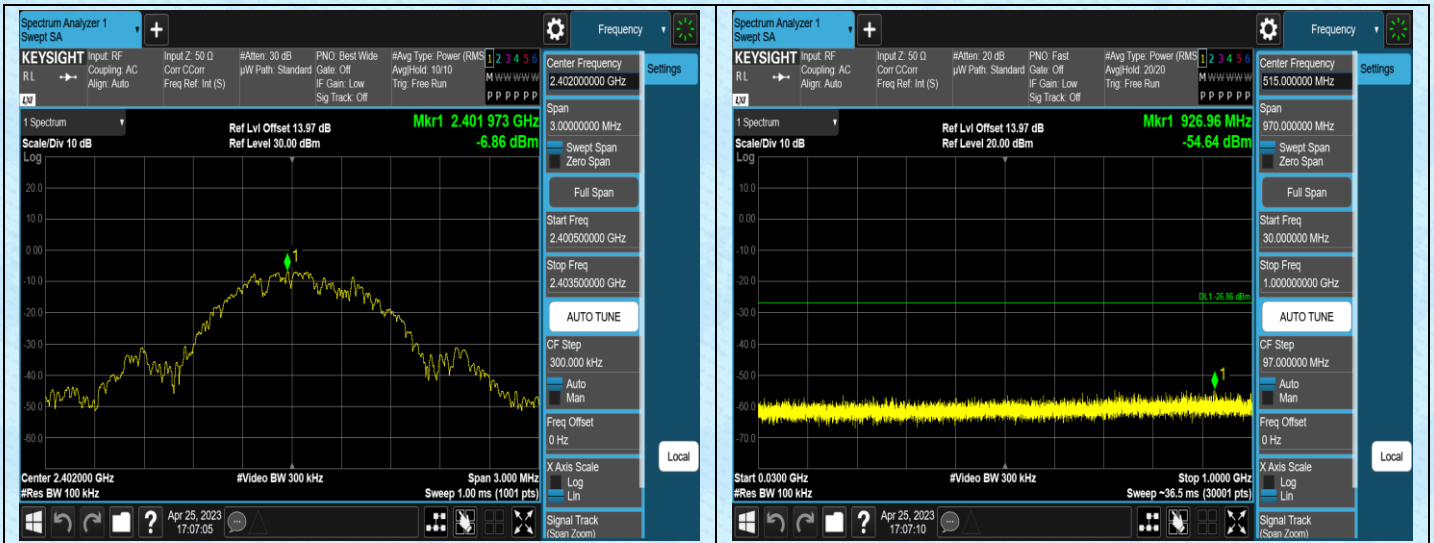 Spectrum Analyzer 1
Swept SA
KEYSIGHT
R L
LXI
Input: RF
Coupling: AC
Align: Auto
Input Z: 50 Ω
Corr CCorr
Freq Ref: Int (S)
#Atten: 30 dB
µW Path: Standard
PNO: Best Wide
Gate: Off
IF Gain: Low
Sig Track: Off
#Avg Type: Power (RMS
Avg|Hold: 10/10
Trig: Free Run
1 2 3 4 5 6
M W W W W W
P P P P P P
1 Spectrum
Scale/Div 10 dB
Log
Ref Lvl Offset 13.97 dB
Ref Level 30.00 dBm
Mkr1 2.401 973 GHz
-6.86 dBm
1
20.0
10.0
0.00
-10.0
-20.0
-30.0
-40.0
-50.0
-60.0
Center 2.402000 GHz
#Res BW 100 kHz
#Video BW 300 kHz
Span 3.000 MHz
Sweep 1.00 ms (1001 pts)
Apr 25, 2023
17:07:05
Frequency
Settings
Center Frequency
2.402000000 GHz
Span
3.00000000 MHz
Swept Span
Zero Span
Full Span
Start Freq
2.400500000 GHz
Stop Freq
2.403500000 GHz
AUTO TUNE
CF Step
300.000 kHz
Auto
Man
Freq Offset
0 Hz
X Axis Scale
Log
Lin
Signal Track
(Span Zoom)
Local
Spectrum Analyzer 1
Swept SA
KEYSIGHT
R L
LXI
Input: RF
Coupling: AC
Align: Auto
Input Z: 50 Ω
Corr CCorr
Freq Ref: Int (S)
#Atten: 20 dB
µW Path: Standard
PNO: Fast
Gate: Off
IF Gain: Low
Sig Track: Off
#Avg Type: Power (RMS
Avg|Hold: 20/20
Trig: Free Run
1 2 3 4 5 6
M W W W W W
P P P P P P
1 Spectrum
Scale/Div 10 dB
Log
Ref Lvl Offset 13.97 dB
Ref Level 20.00 dBm
Mkr1 926.96 MHz
-54.64 dBm
10.0
0.00
-10.0
-20.0
-30.0
-40.0
-50.0
-60.0
-70.0
DL1 -26.86 dBm
1
Start 0.0300 GHz
#Res BW 100 kHz
#Video BW 300 kHz
Stop 1.0000 GHz
Sweep ~36.5 ms (30001 pts)
Apr 25, 2023
17:07:10
Frequency
Settings
Center Frequency
515.000000 MHz
Span
970.000000 MHz
Swept Span
Zero Span
Full Span
Start Freq
30.000000 MHz
Stop Freq
1.000000000 GHz
AUTO TUNE
CF Step
97.000000 MHz
Auto
Man
Freq Offset
0 Hz
X Axis Scale
Log
Lin
Signal Track
(Span Zoom)
Local